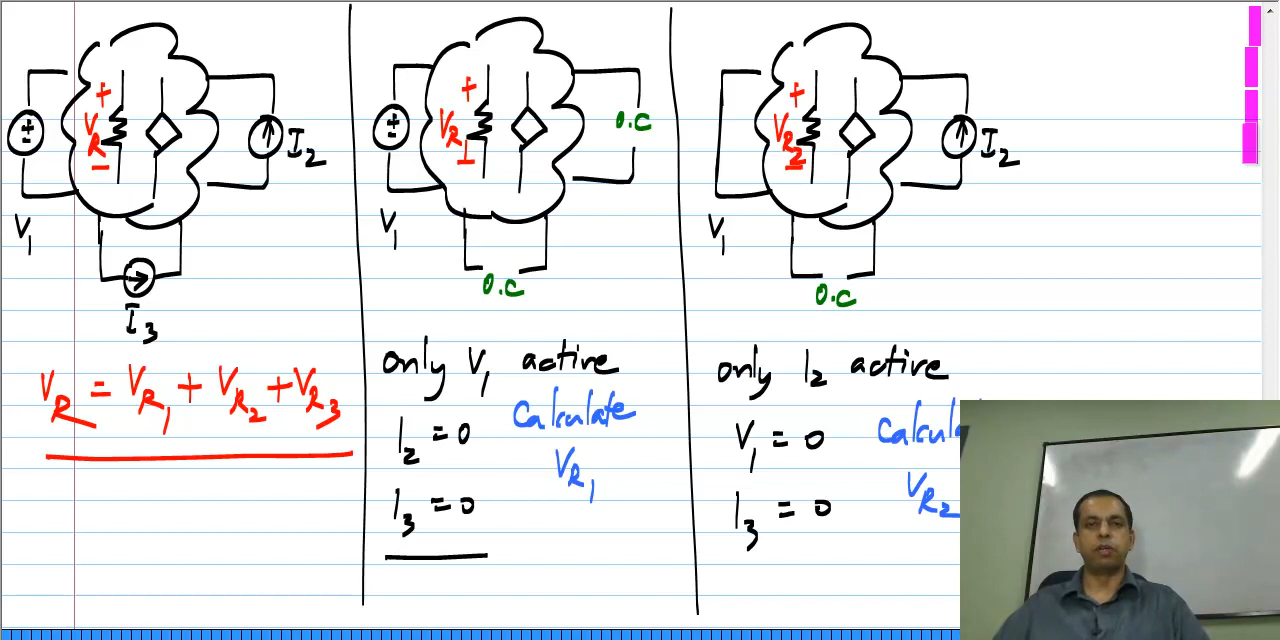 V1
VR
+
−
I2
I3
VR = VR1 + VR2 + VR3
V1
+
VR1
−
O.C
O.C
only V1 active
Calculate
VR1
I2 = 0
I3 = 0
V1
+
VR2
−
I2
O.C
only I2 active
V1 = 0
VR2
I3 = 0